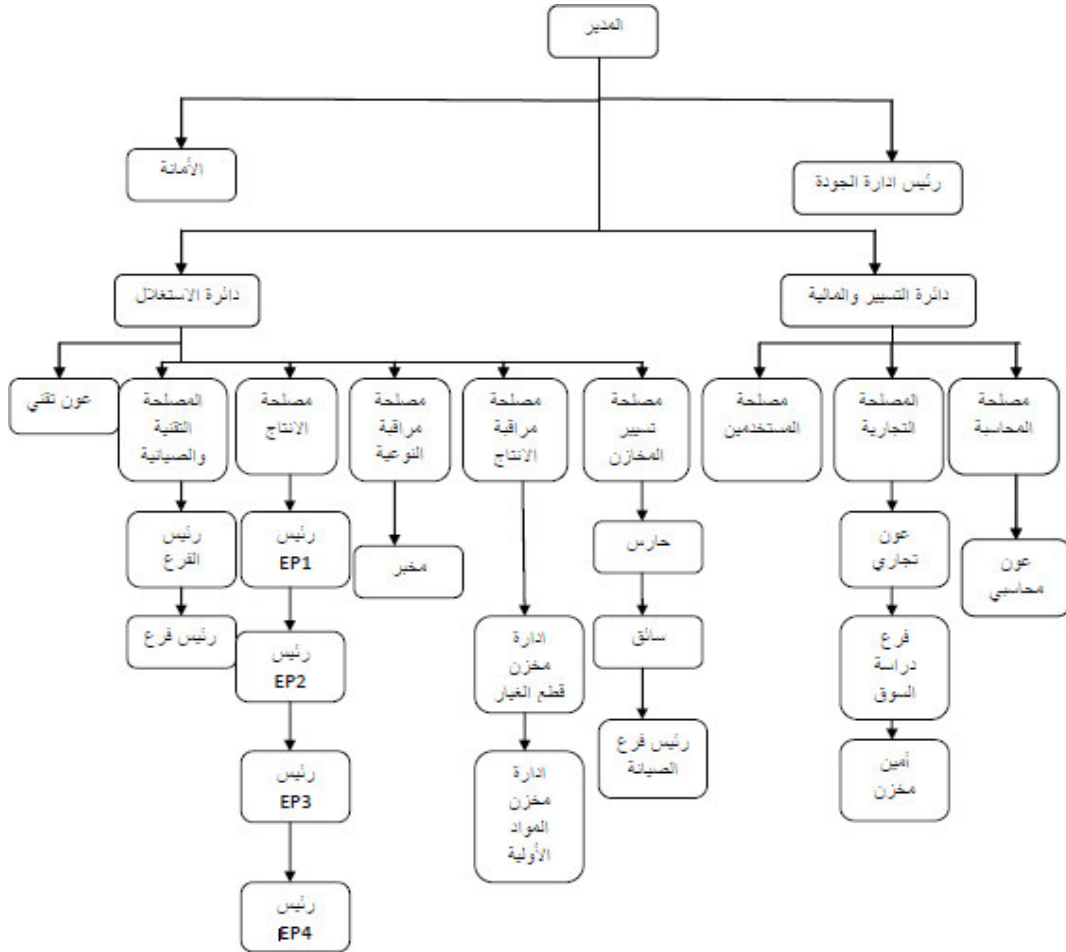 المدير
الأمانة
رئيس ادارة الجودة
دائرة التسيير والمالية
دائرة الاستغلال
مصلحة
المحاسبة
المصلحة
التجارية
مصلحة
المستخدمين
مصلحة
تسيير
المخازن
مصلحة
مراقبة
الانتاج
مصلحة
مراقبة
النوعية
مصلحة
الانتاج
المصلحة
التقنية
والصيانية
عون تقني
عون
محاسبي
عون
تجاري
حارس
مخبر
رئيس
EP1
رئيس
الفرع
فرع
دراسة
السوق
سائق
ادارة
مخزن
قطع الغيار
رئيس
EP2
رئيس فرع
أمين
مخزن
رئيس فرع
الصيانة
ادارة
مخزن
المواد
الأولية
رئيس
EP3
رئيس
EP4